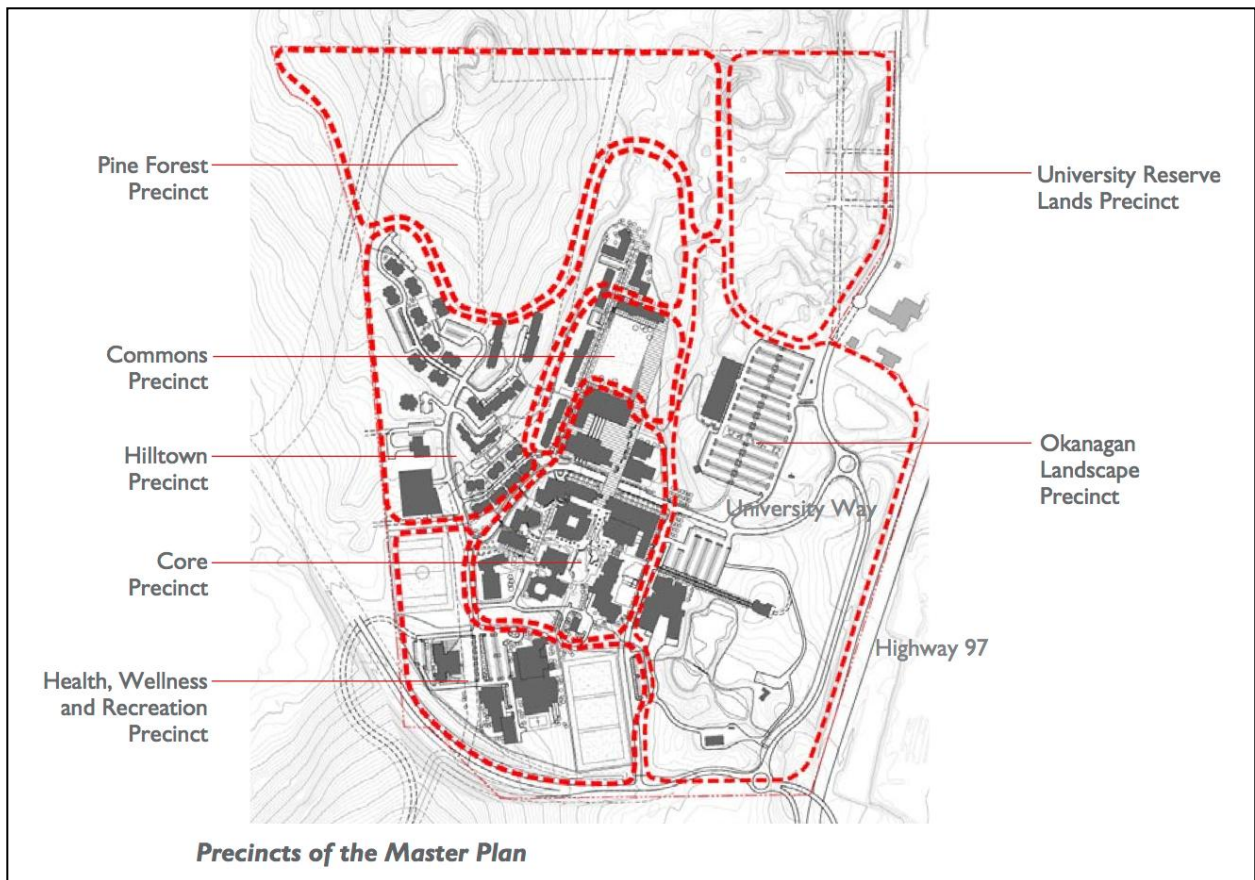 Pine Forest
Precinct
University Reserve
Lands Precinct
Commons
Precinct
Okanagan
Landscape
Precinct
Hilltown
Precinct
University Way
Core
Precinct
Highway 97
Health, Wellness
and Recreation
Precinct
Precincts of the Master Plan